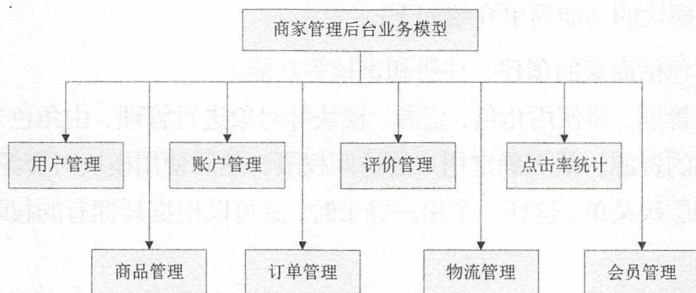 商家管理后台业务模型
用户管理
账户管理
评价管理
点击率统计
商品管理
订单管理
物流管理
会员管理